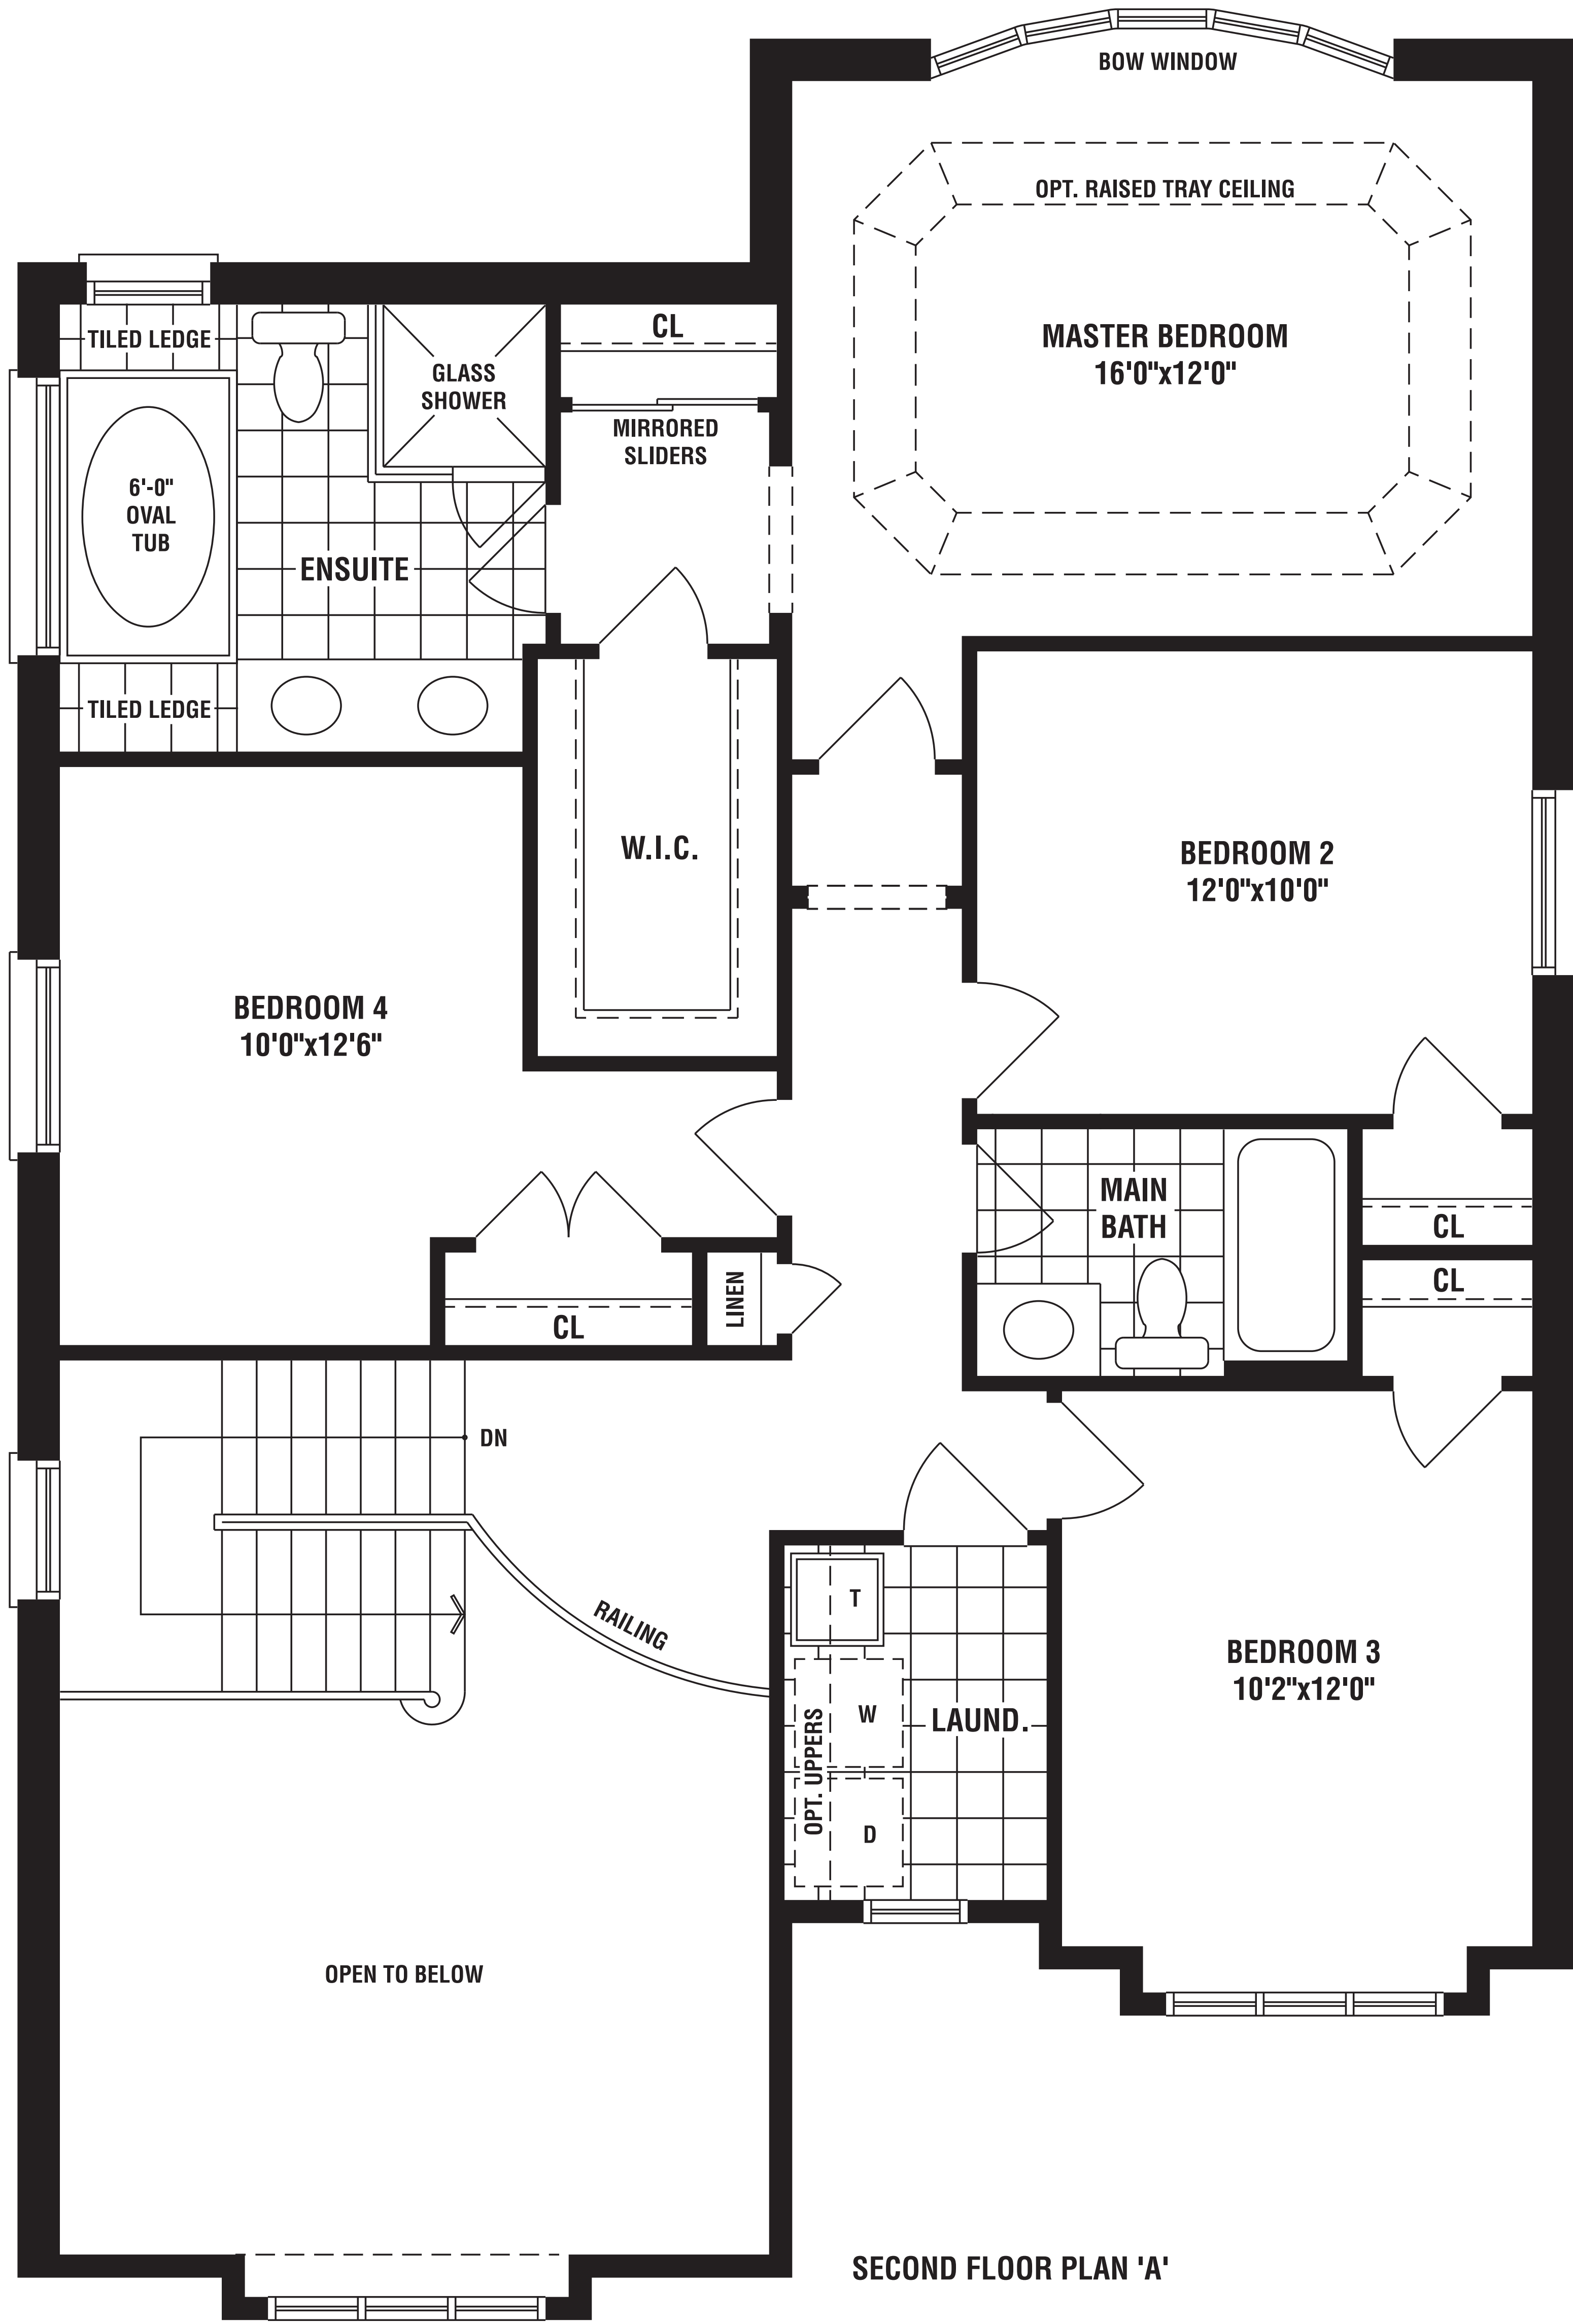 BOW WINDOW
OPT. RAISED TRAY CEILING
MASTER BEDROOM
16'0"x12'0"
TILED LEDGE
GLASS
SHOWER
CL
MIRRORED
SLIDERS
6'-0"
OVAL
TUB
ENSUITE
TILED LEDGE
W.I.C.
BEDROOM 2
12'0"x10'0"
BEDROOM 4
10'0"x12'6"
MAIN
BATH
CL
CL
LINEN
CL
DN
RAILING
T
W
D
OPT. UPPERS
LAUND.
BEDROOM 3
10'2"x12'0"
OPEN TO BELOW
SECOND FLOOR PLAN 'A'